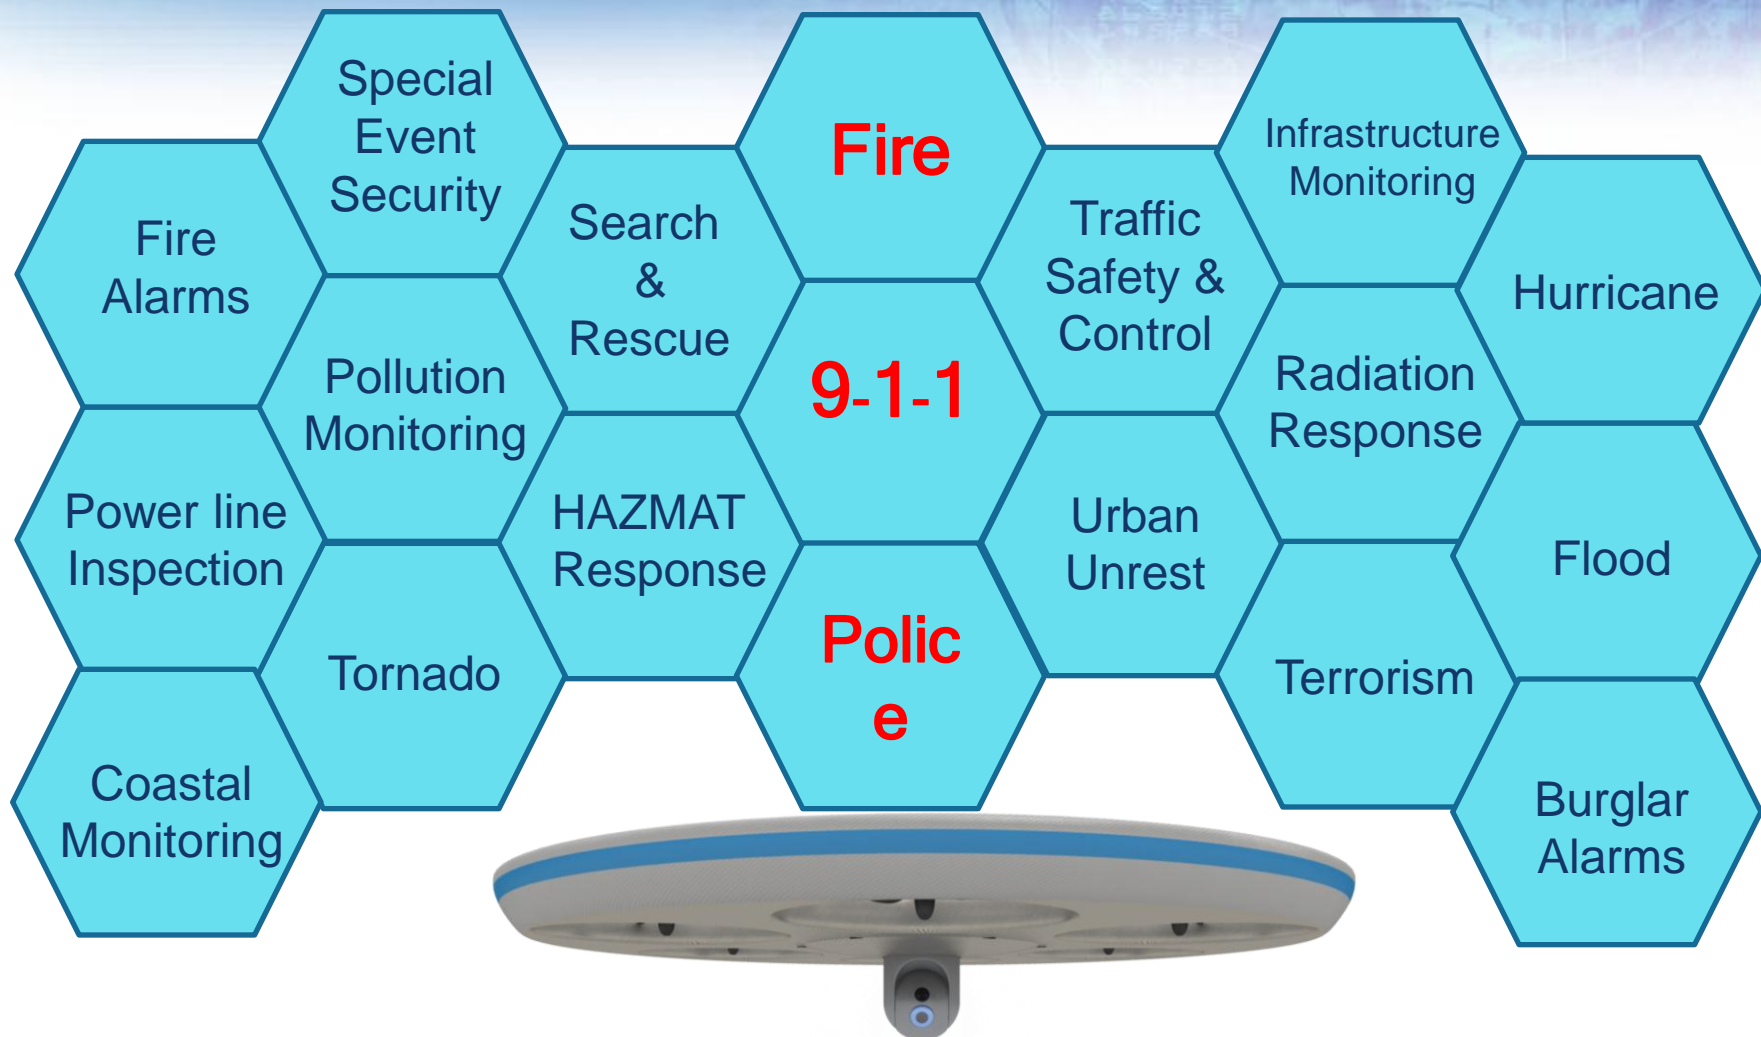 Special
Event
Security
Fire
Infrastructure
Monitoring
Fire
Alarms
Search
&
Rescue
Traffic
Safety &
Control
Hurricane
Pollution
Monitoring
9-1-1
Radiation
Response
Power line
Inspection
HAZMAT
Response
Urban
Unrest
Flood
Tornado
Polic
e
Terrorism
Coastal
Monitoring
Burglar
Alarms